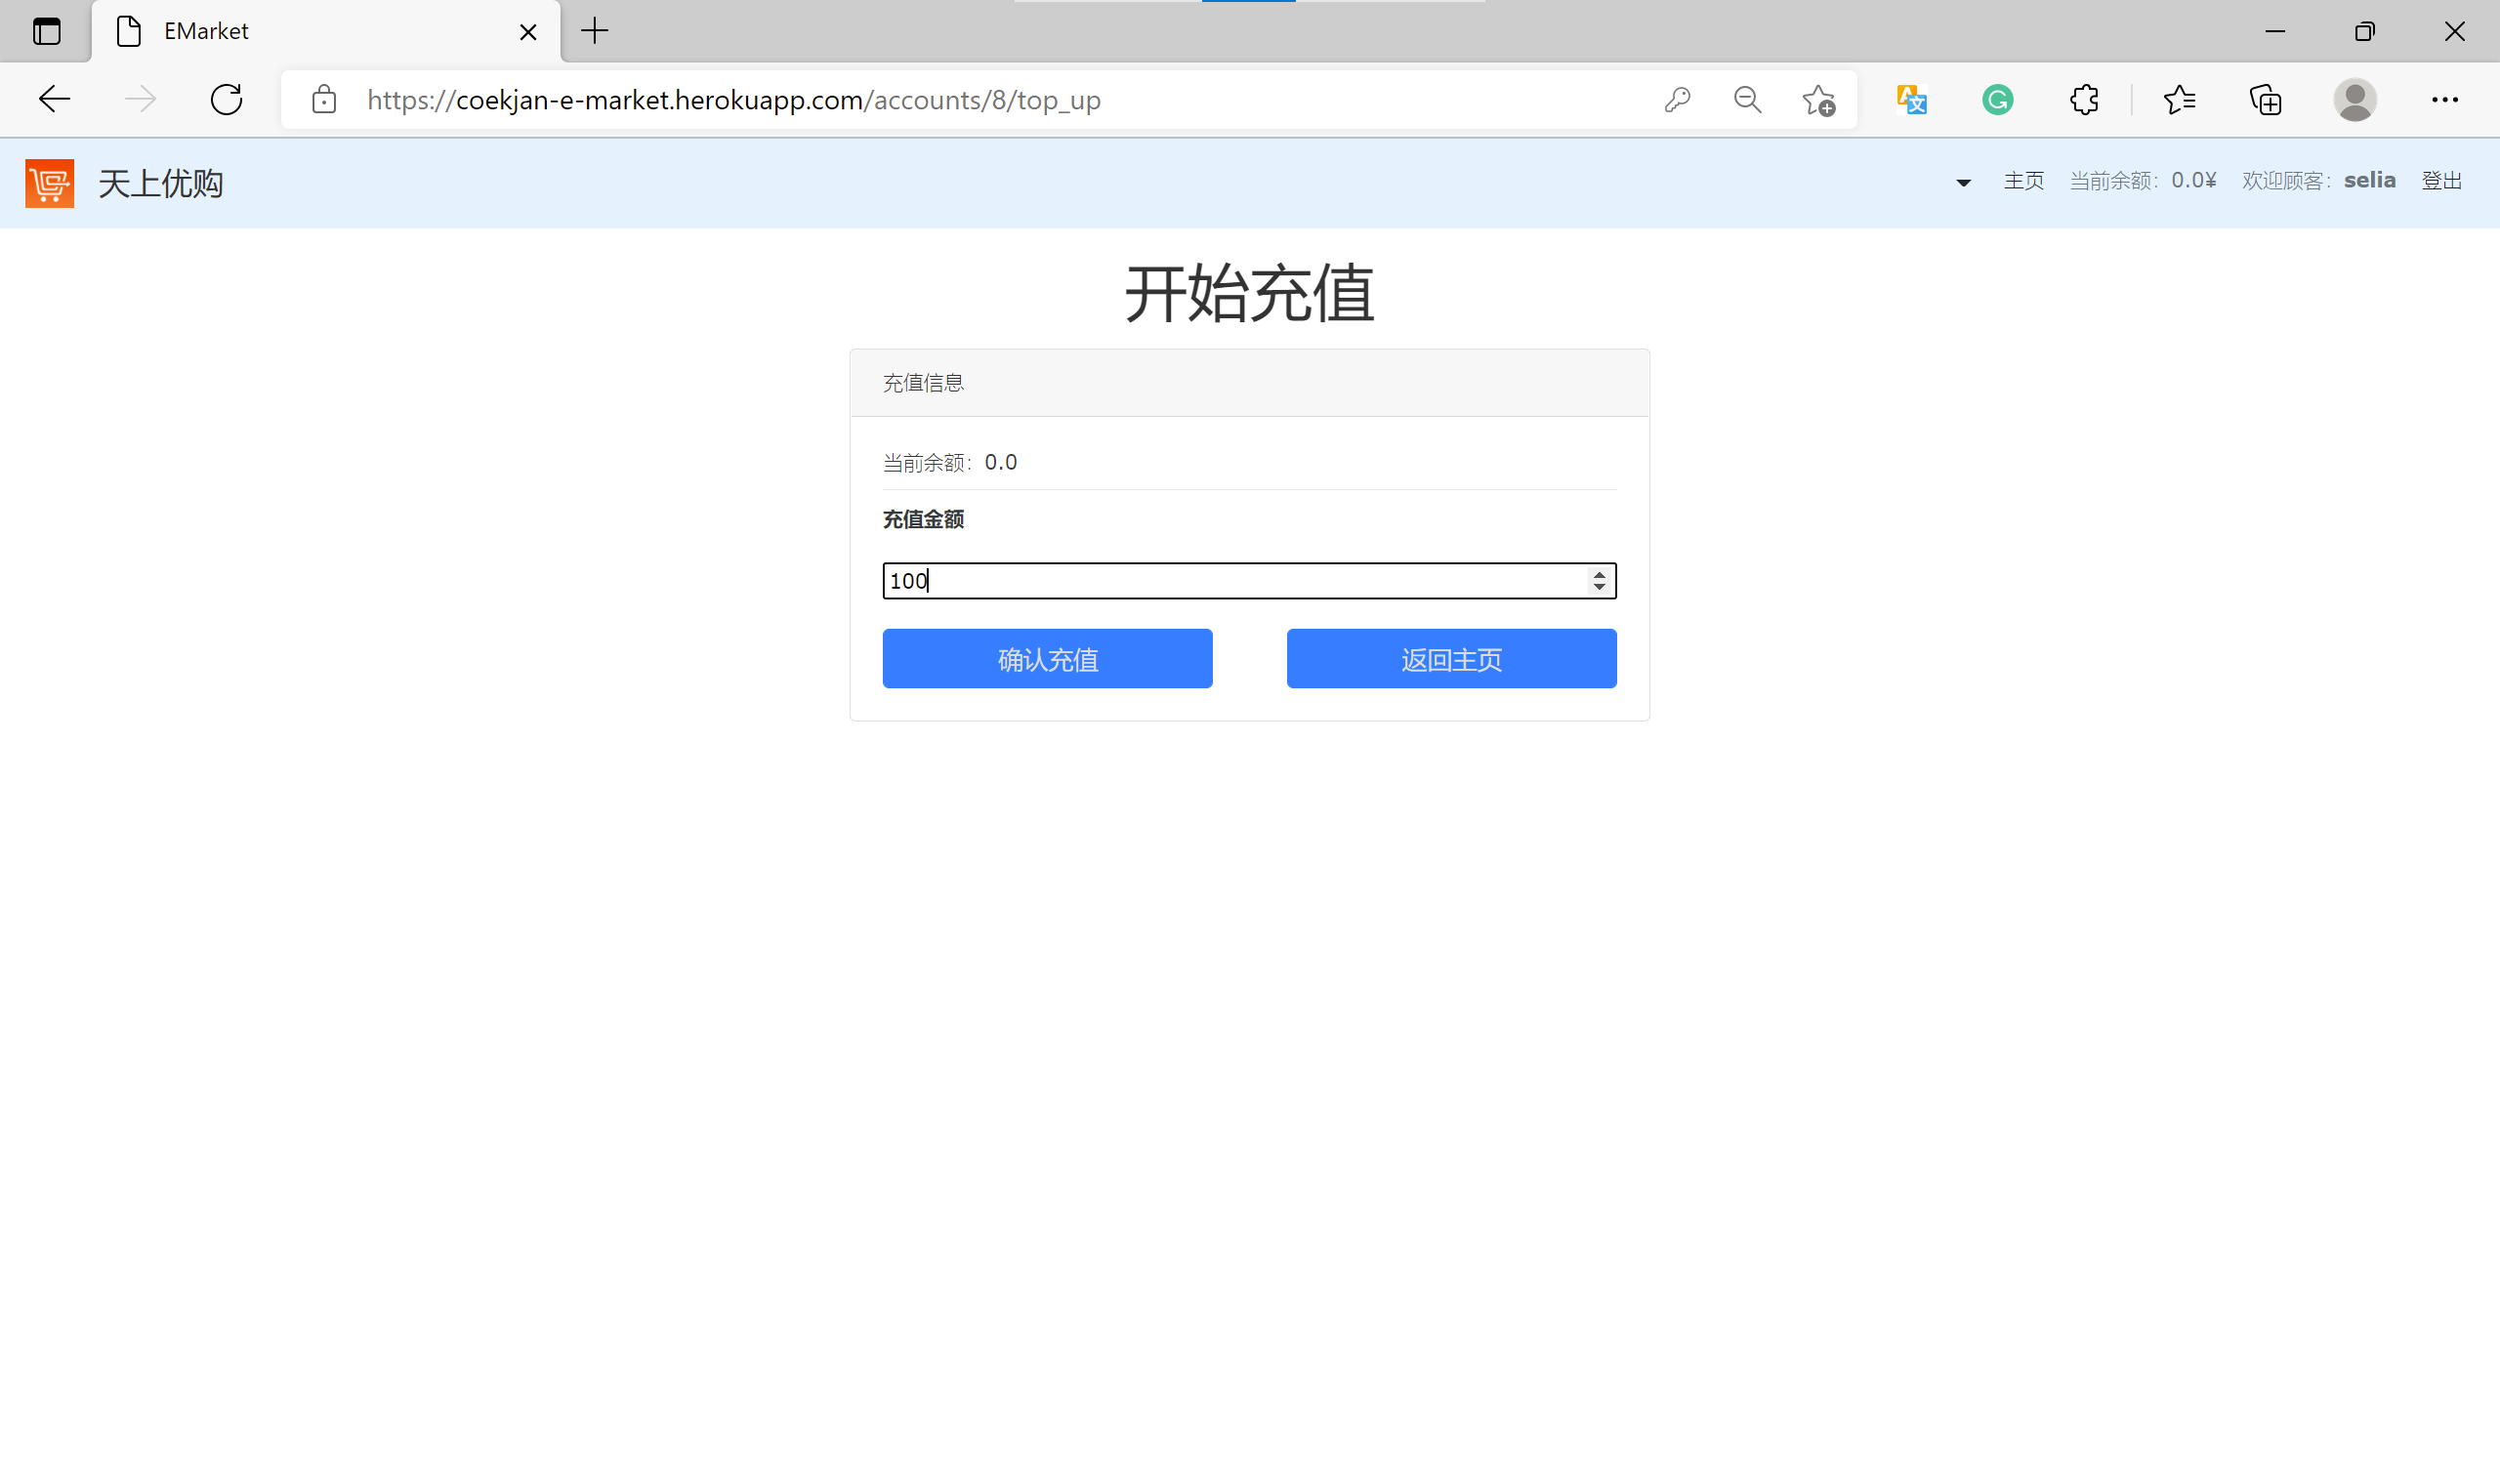 EMarket
https://coekjan-e-market.herokuapp.com/accounts/8/top_up
天上优购
主页 当前余额: 0.0¥ 欢迎顾客: selia 登出
开始充值
充值信息
当前余额: 0.0
充值金额
100
确认充值 返回主页